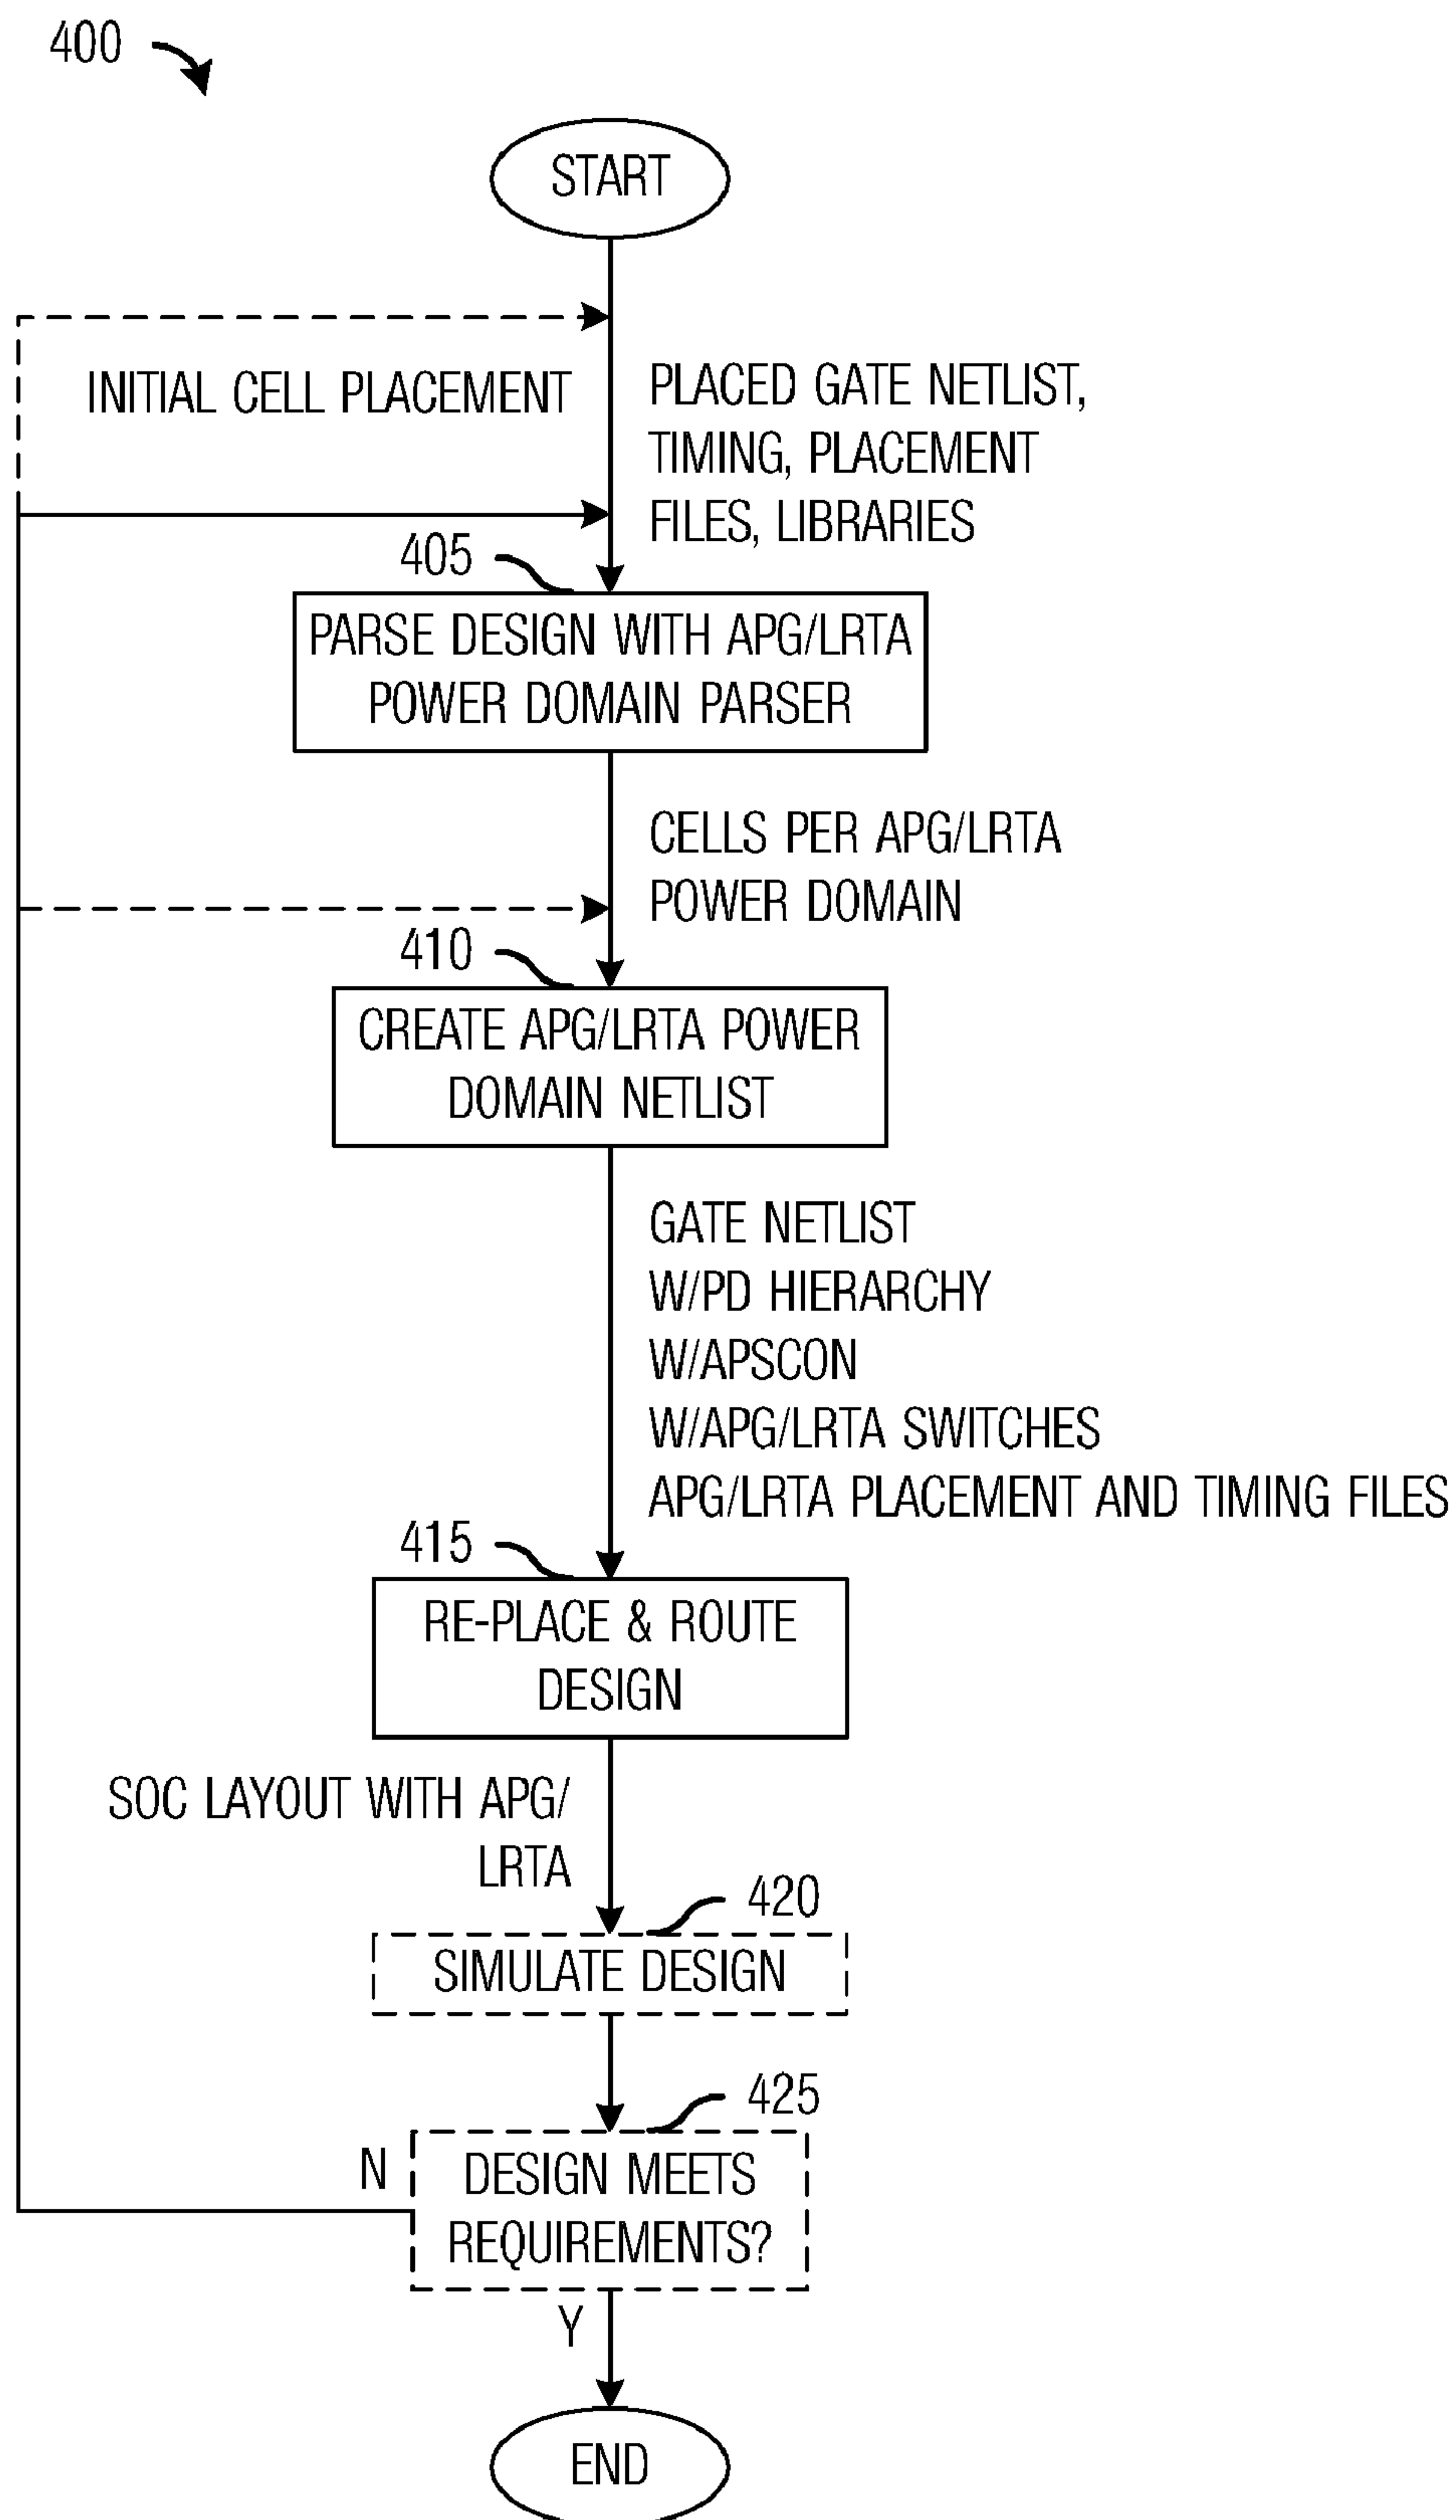 400
START
INITIAL CELL PLACEMENT
PLACED GATE NETLIST,
TIMING, PLACEMENT
FILES, LIBRARIES
405
PARSE DESIGN WITH APG/LRTA
POWER DOMAIN PARSER
CELLS PER APG/LRTA
POWER DOMAIN
410
CREATE APG/LRTA POWER
DOMAIN NETLIST
GATE NETLIST
W/PD HIERARCHY
W/APSCON
W/APG/LRTA SWITCHES
APG/LRTA PLACEMENT AND TIMING FILES
415
RE-PLACE & ROUTE
DESIGN
SOC LAYOUT WITH APG/
LRTA
420
SIMULATE DESIGN
425
N
DESIGN MEETS
REQUIREMENTS?
Y
END